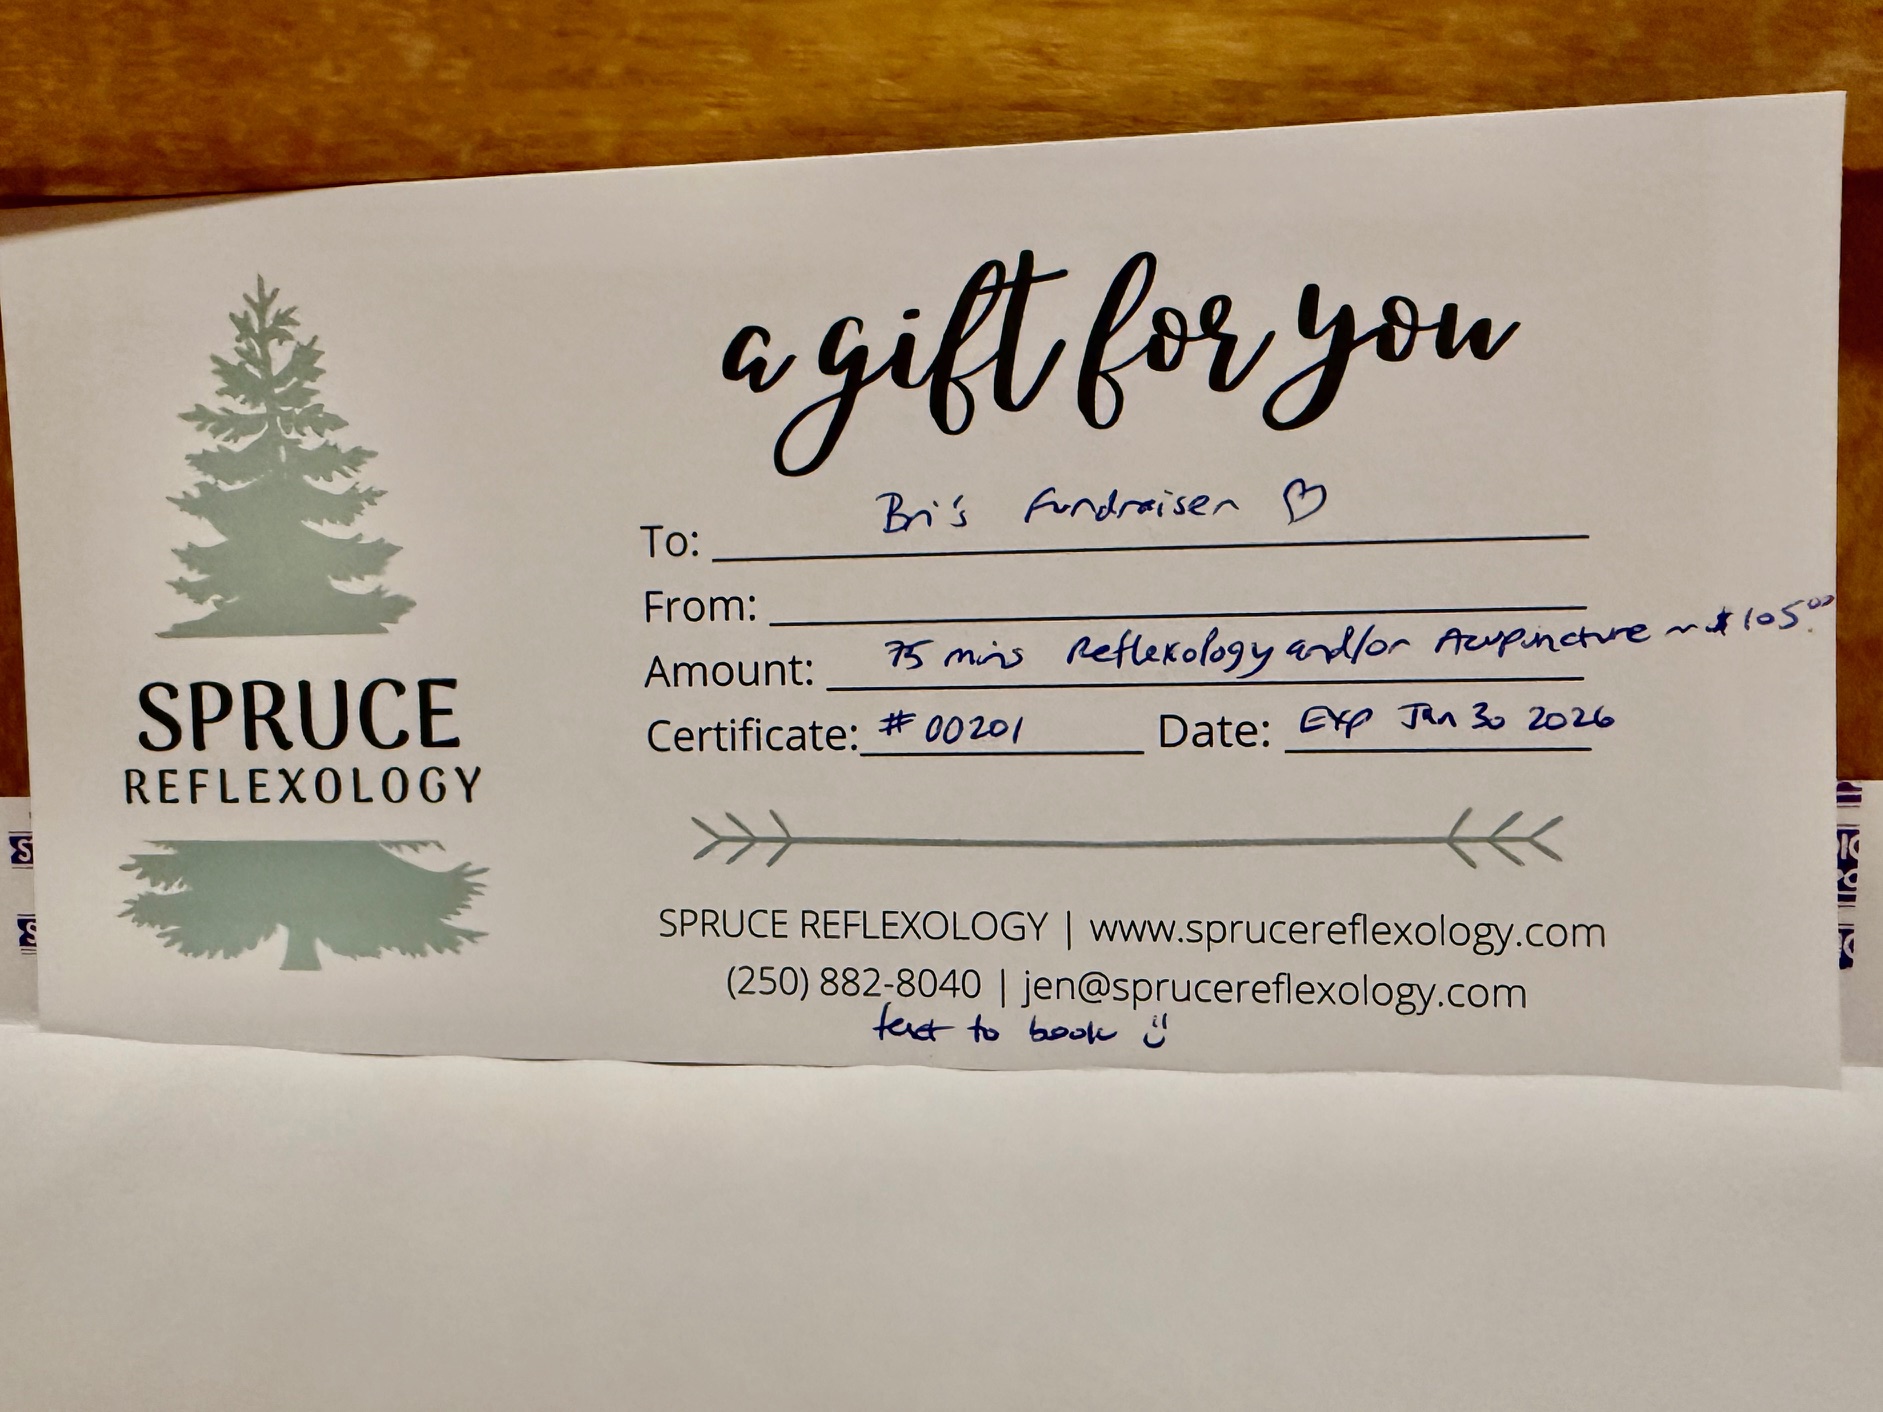 a gift for you
To: Bri's Fundraiser ♡
From:
Amount: 75 mins Reflexology and/or Acupuncture ~ $105.00
Certificate: #00201 Date: Exp Jan 30 2026
SPRUCE
REFLEXOLOGY
SPRUCE REFLEXOLOGY | www.sprucereflexology.com
(250) 882-8040 | jen@sprucereflexology.com
text to book